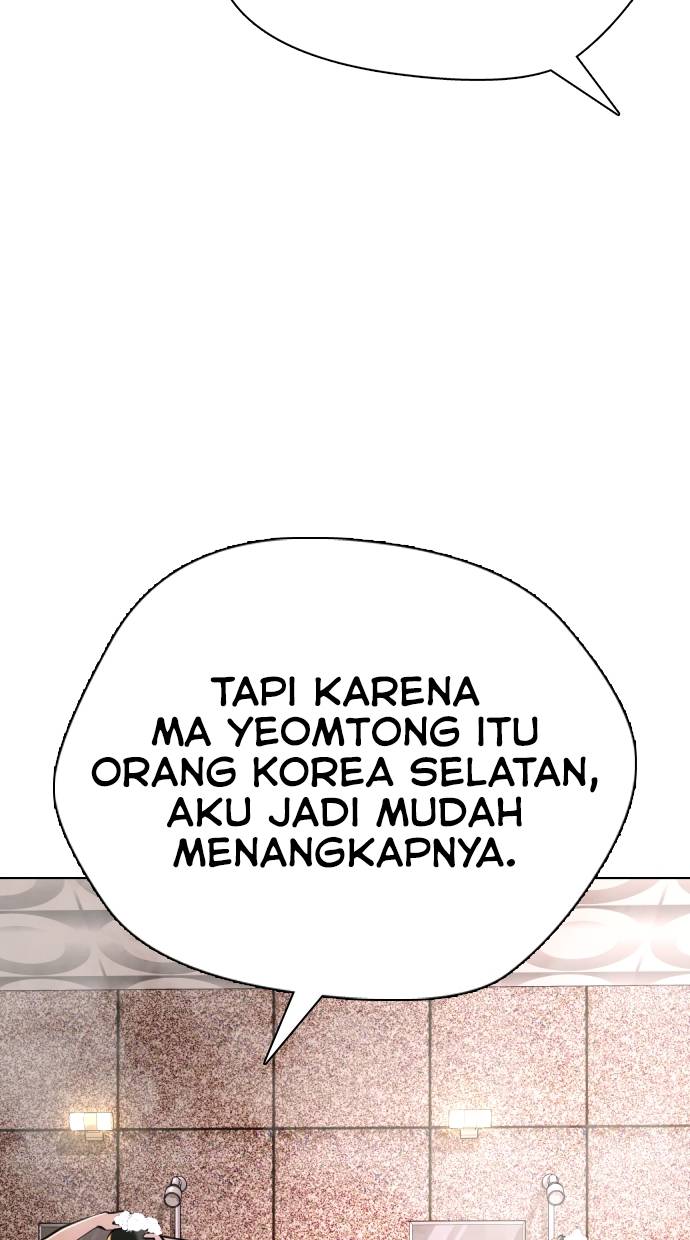 TAPI KARENA
MA YEOMTONG ITU
ORANG KOREA SELATAN,
AKU JADI MUDAH
MENANGKAPNYA.